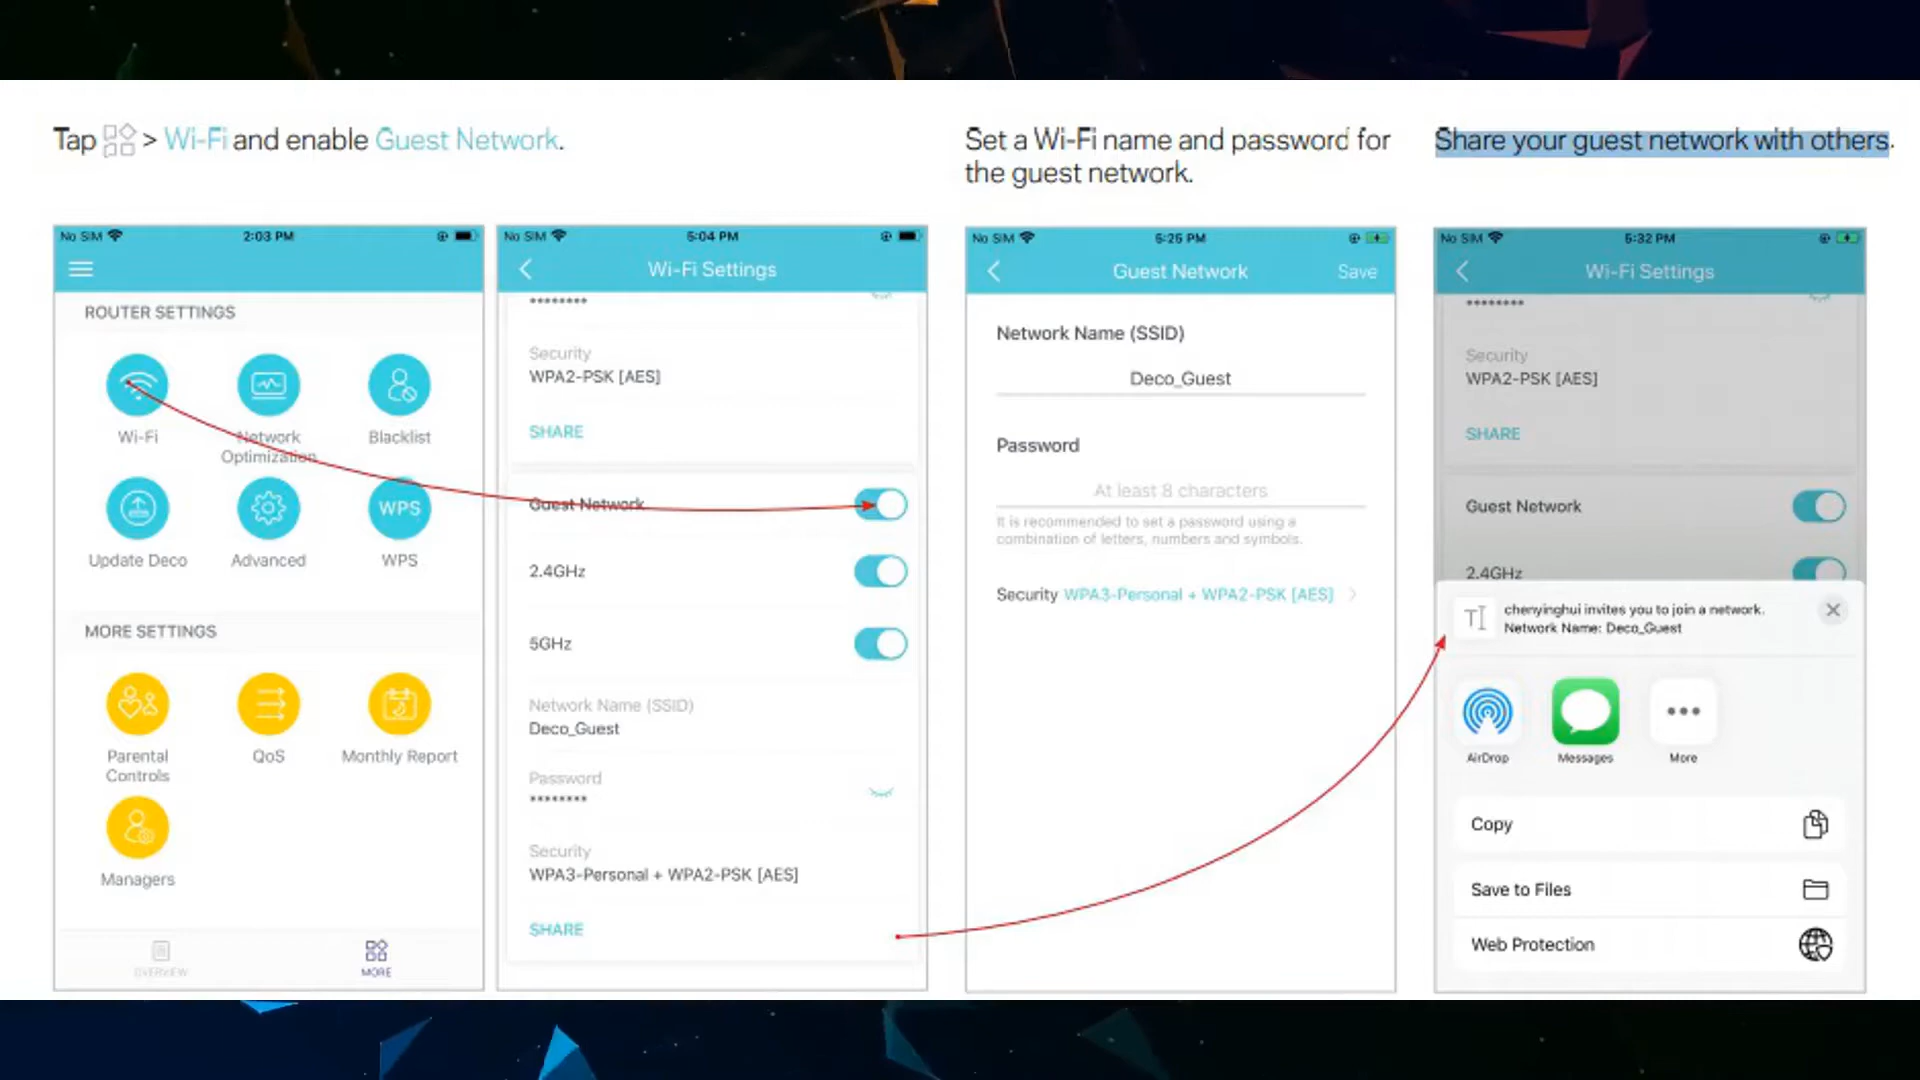 Tap > Wi-Fi and enable Guest Network.
Set a Wi-Fi name and password for
the guest network.
Share your guest network with others.
No SIM 2:03 PM
ROUTER SETTINGS
Wi-Fi
Network
Optimization
Blacklist
Update Deco
Advanced
WPS
WPS
MORE SETTINGS
Parental
Controls
QoS
Monthly Report
Managers
OVERVIEW
MORE
No SIM 5:04 PM
Wi-Fi Settings
••••••••
Security
WPA2-PSK [AES]
SHARE
Guest Network
2.4GHz
5GHz
Network Name (SSID)
Deco_Guest
Password
••••••••
Security
WPA3-Personal + WPA2-PSK [AES]
SHARE
No SIM 5:25 PM
Guest Network Save
Network Name (SSID)
Deco_Guest
Password
At least 8 characters
It is recommended to set a password using a
combination of letters, numbers and symbols.
Security WPA3-Personal + WPA2-PSK [AES]
No SIM 5:32 PM
Wi-Fi Settings
••••••••
Security
WPA2-PSK [AES]
SHARE
Guest Network
2.4GHz
chenyinghui invites you to join a network.
Network Name: Deco_Guest
AirDrop
Messages
More
Copy
Save to Files
Web Protection